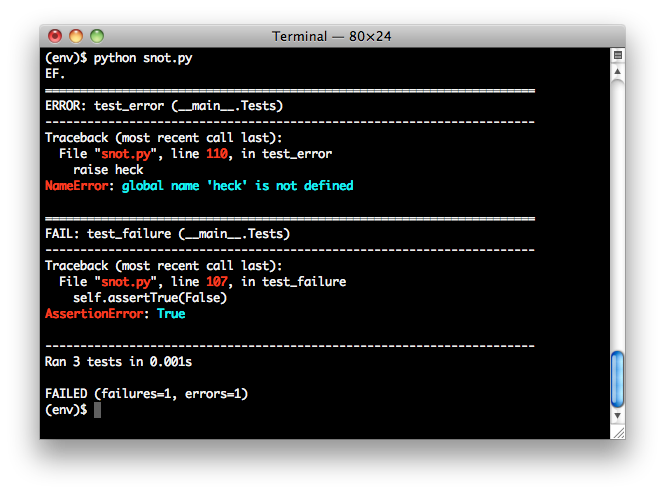 Terminal — 80×24
(env)$ python snot.py
EF.
======================================================================
ERROR: test_error (__main__.Tests)
----------------------------------------------------------------------
Traceback (most recent call last):
  File "snot.py", line 110, in test_error
    raise heck
NameError: global name 'heck' is not defined

======================================================================
FAIL: test_failure (__main__.Tests)
----------------------------------------------------------------------
Traceback (most recent call last):
  File "snot.py", line 107, in test_failure
    self.assertTrue(False)
AssertionError: True

----------------------------------------------------------------------
Ran 3 tests in 0.001s

FAILED (failures=1, errors=1)
(env)$